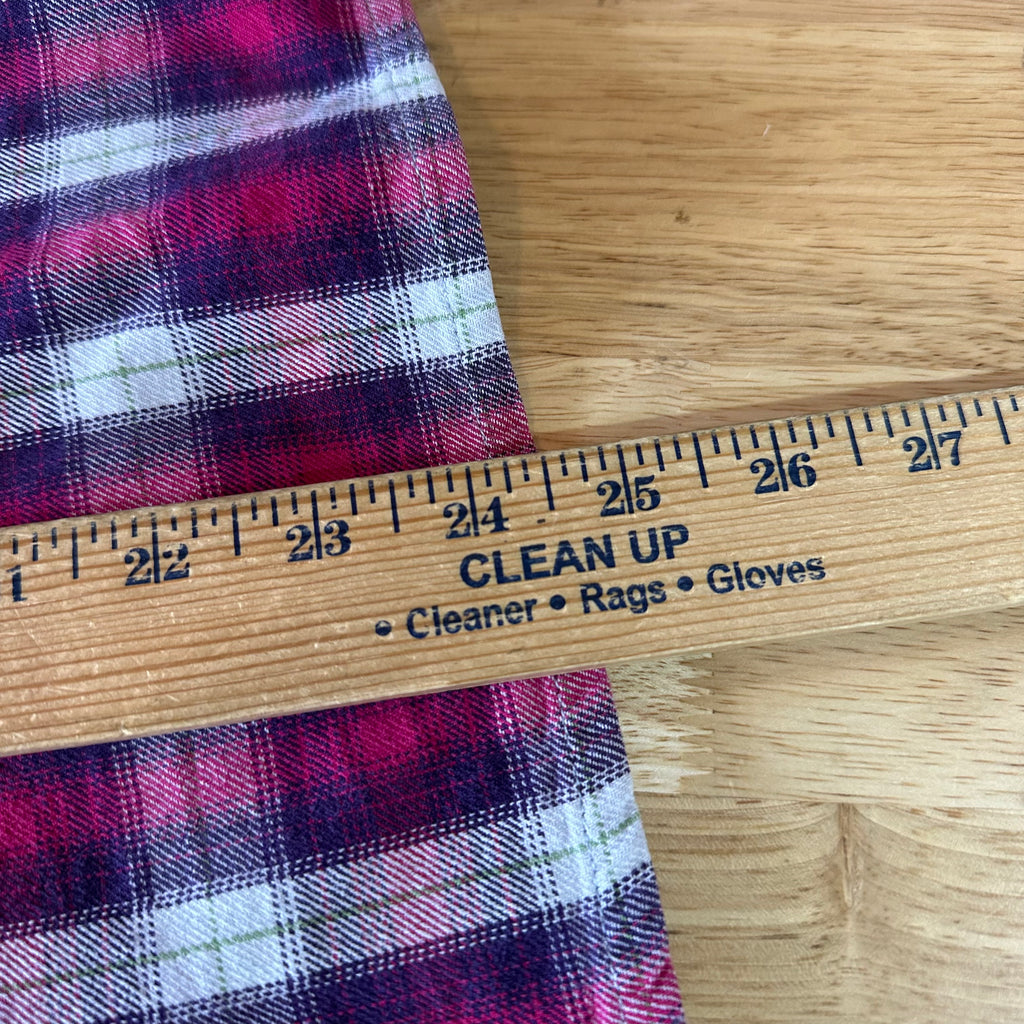 1 22 23 24 25 26 27
CLEAN UP
• Cleaner • Rags • Gloves